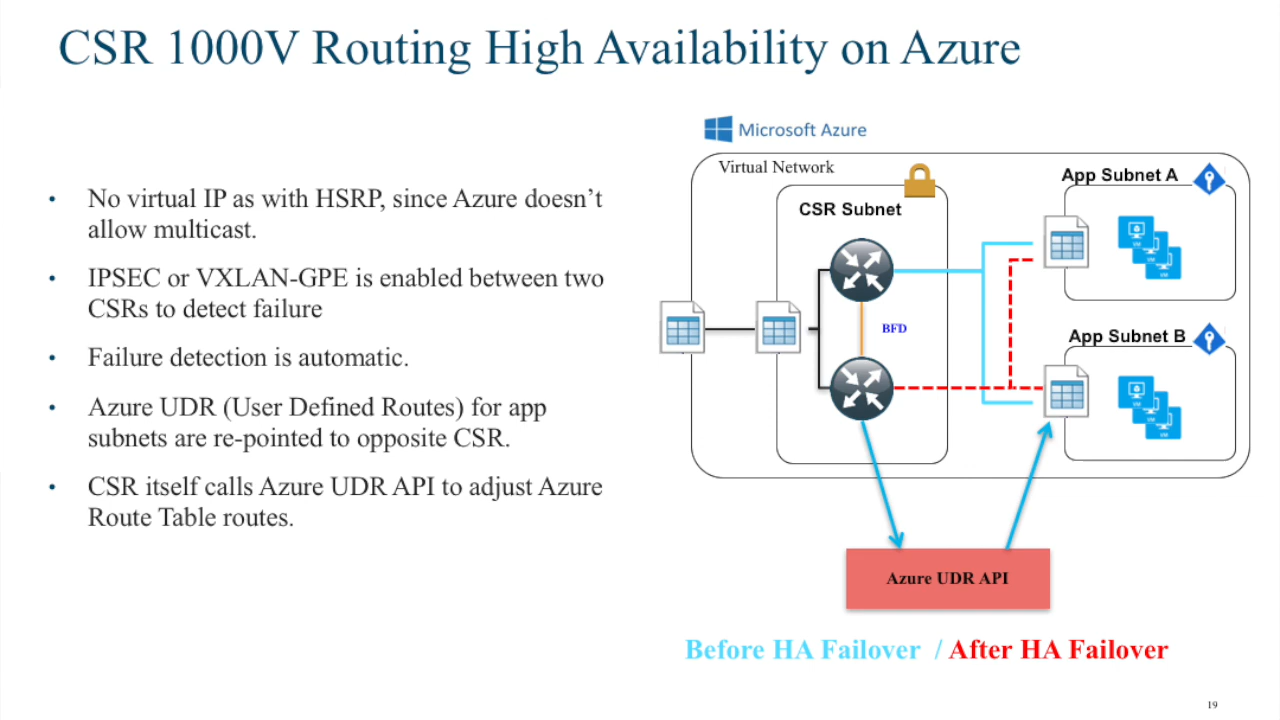 CSR 1000V Routing High Availability on Azure
• No virtual IP as with HSRP, since Azure doesn’t
allow multicast.
• IPSEC or VXLAN-GPE is enabled between two
CSRs to detect failure
• Failure detection is automatic.
• Azure UDR (User Defined Routes) for app
subnets are re-pointed to opposite CSR.
• CSR itself calls Azure UDR API to adjust Azure
Route Table routes.
Microsoft Azure
Virtual Network
CSR Subnet
App Subnet A
BFD
App Subnet B
Azure UDR API
Before HA Failover / After HA Failover
19